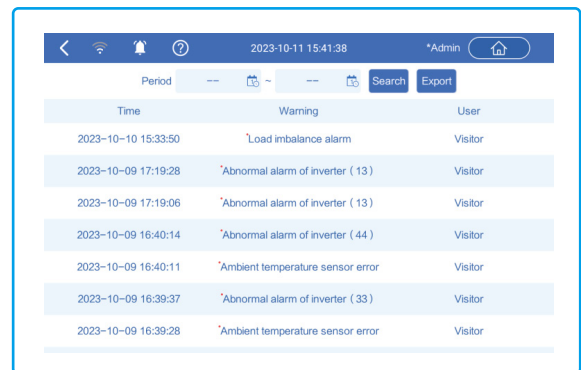 2023-10-11 15:41:38 *Admin
Period -- ~ -- Search Export
Time Warning User
2023-10-10 15:33:50 *Load imbalance alarm Visitor
2023-10-09 17:19:28 *Abnormal alarm of inverter ( 13 ) Visitor
2023-10-09 17:19:06 *Abnormal alarm of inverter ( 13 ) Visitor
2023-10-09 16:40:14 *Abnormal alarm of inverter ( 44 ) Visitor
2023-10-09 16:40:11 *Ambient temperature sensor error Visitor
2023-10-09 16:39:37 *Abnormal alarm of inverter ( 33 ) Visitor
2023-10-09 16:39:28 *Ambient temperature sensor error Visitor